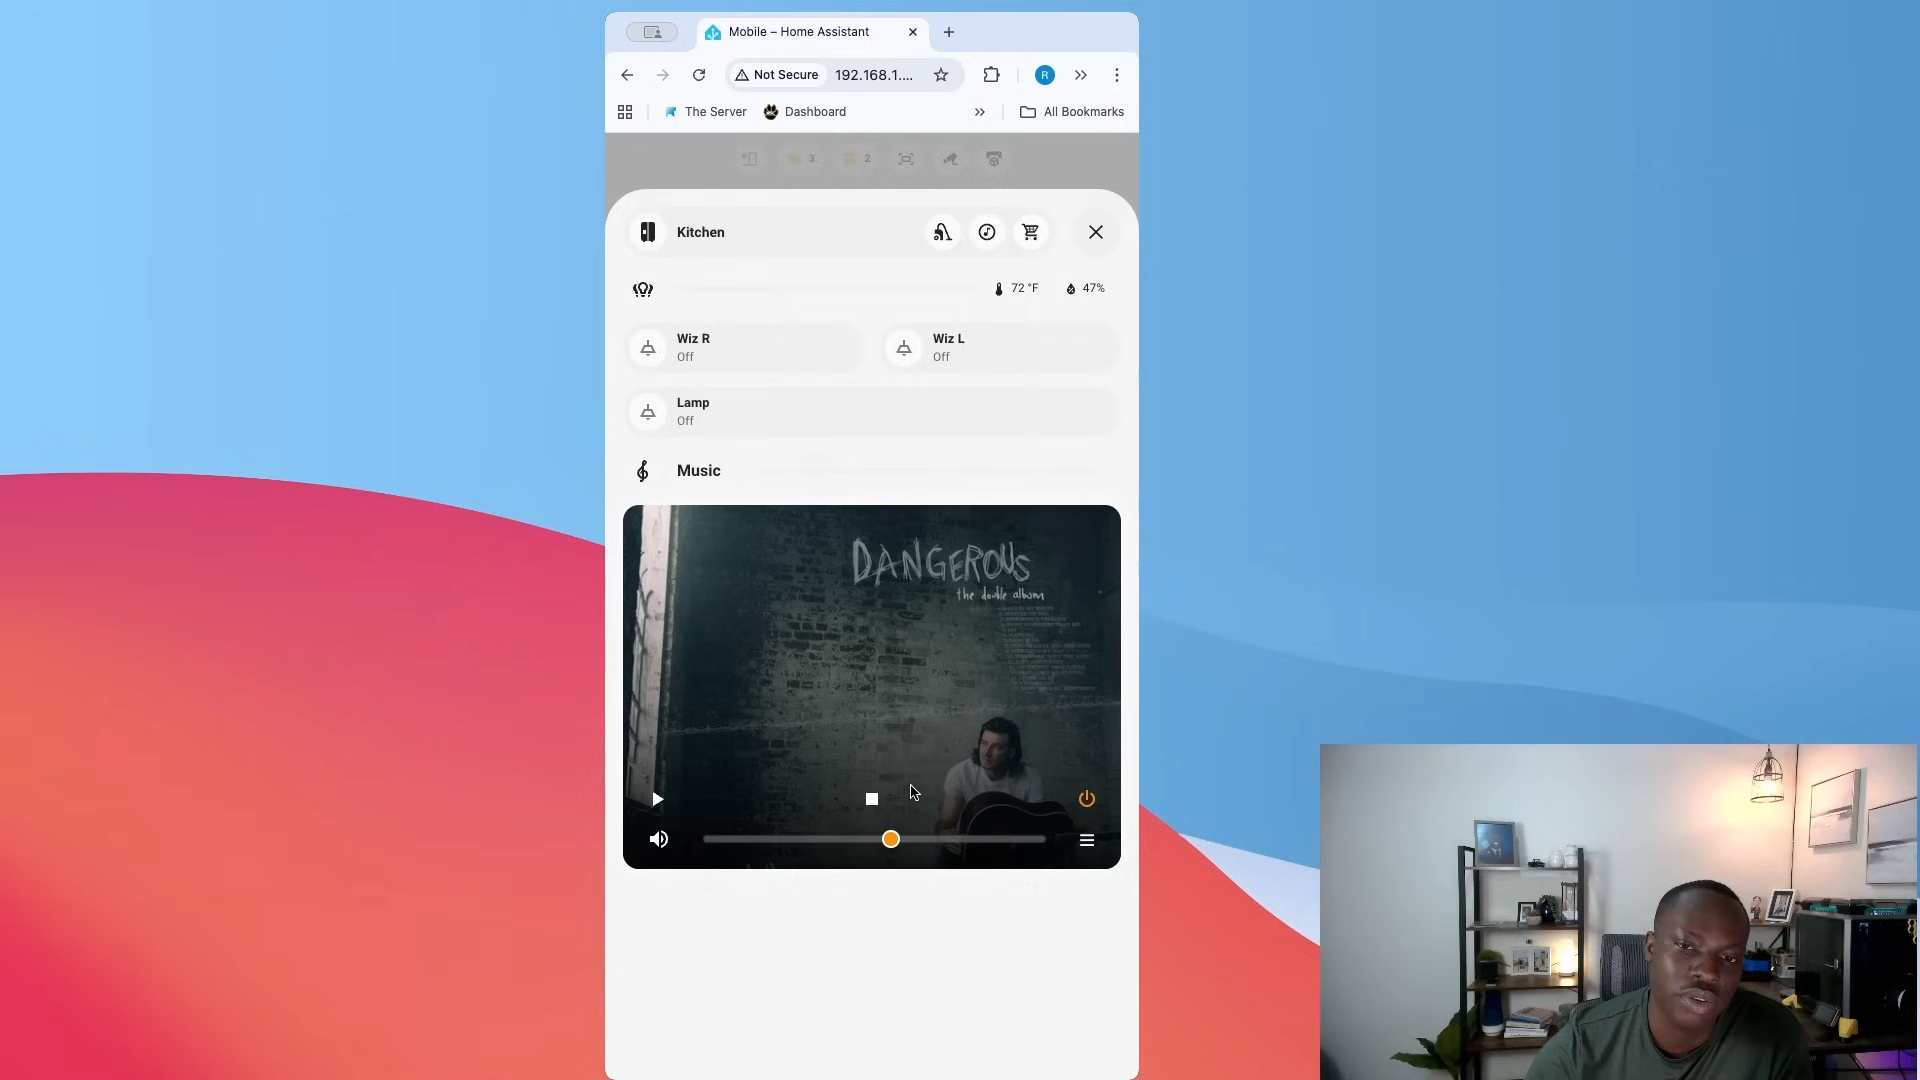 Mobile – Home Assistant
Not Secure 192.168.1....
R
The Server Dashboard All Bookmarks
3 2
Kitchen
72 °F 47%
Wiz R Wiz L
Off Off
Lamp
Off
Music
DANGEROUS
the double album